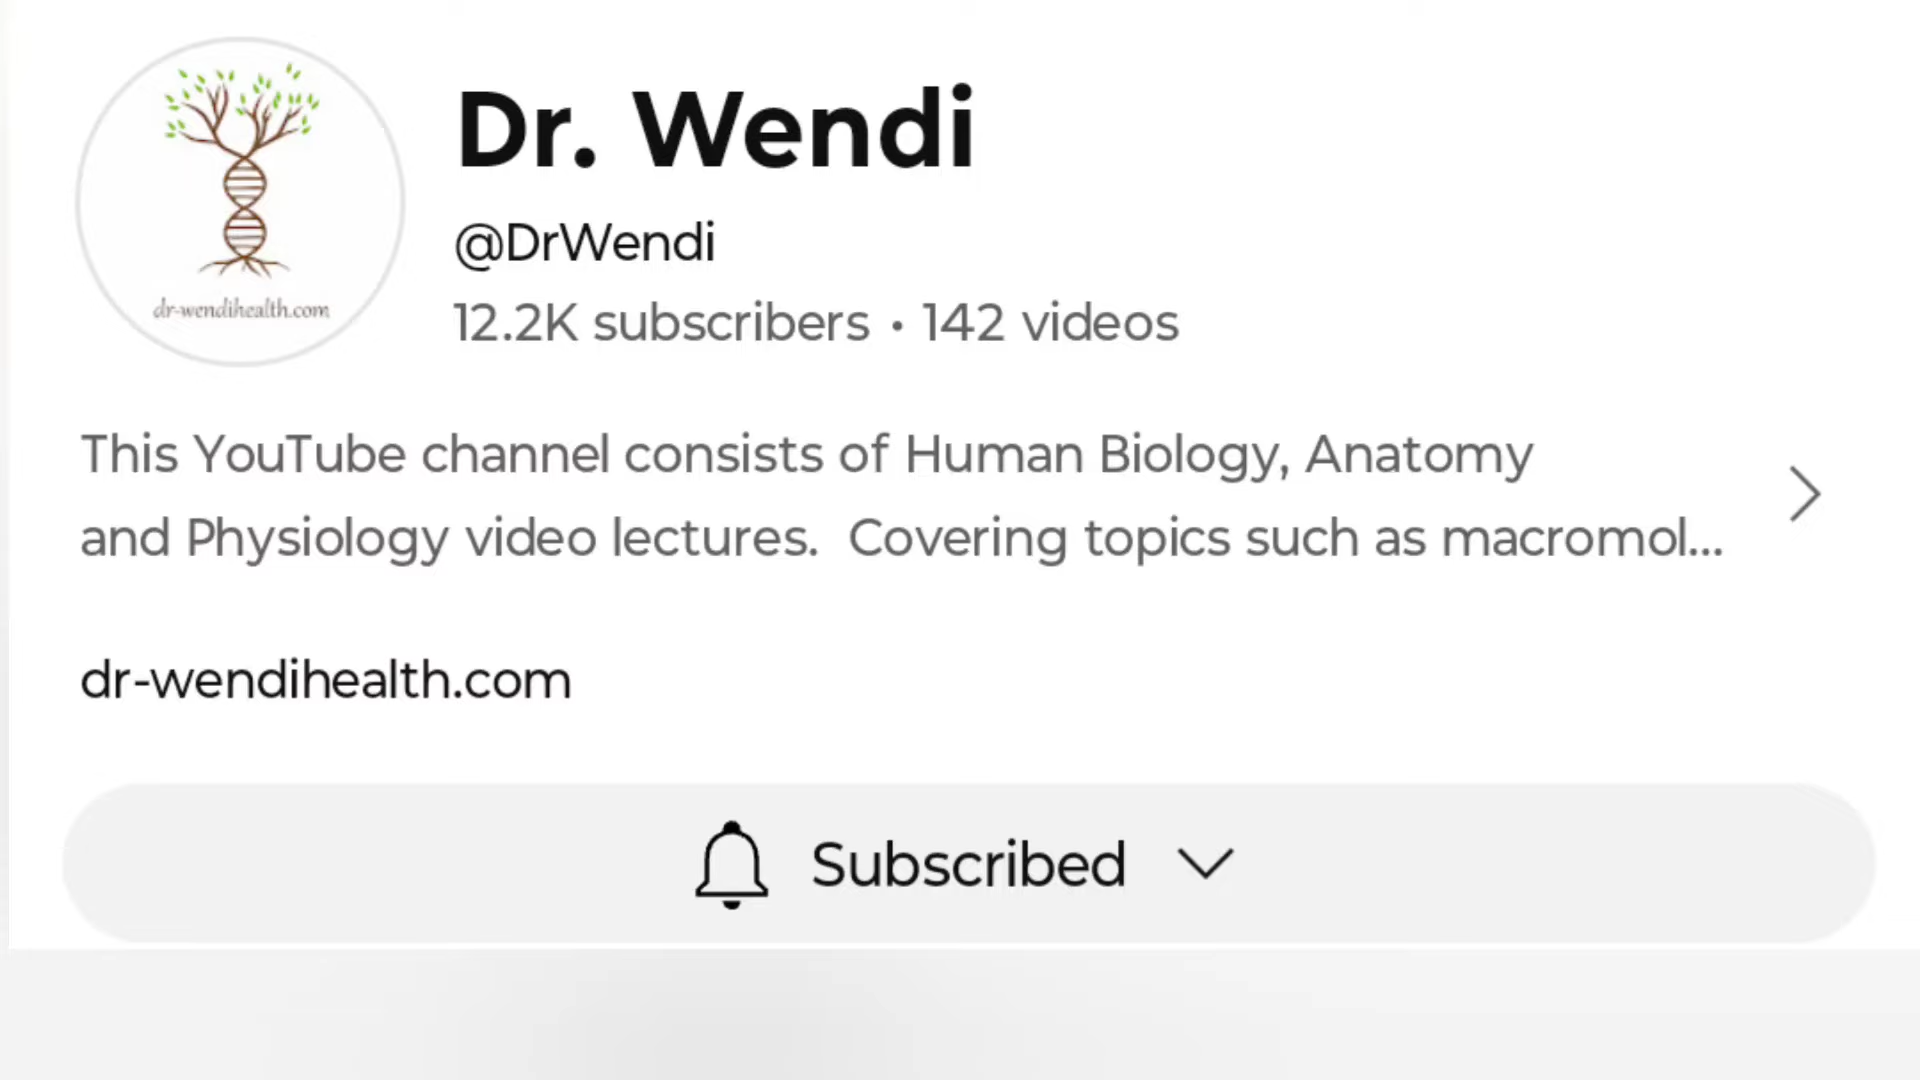 dr-wendihealth.com
Dr. Wendi
@DrWendi
12.2K subscribers • 142 videos
This YouTube channel consists of Human Biology, Anatomy
and Physiology video lectures.  Covering topics such as macromol...
dr-wendihealth.com
Subscribed